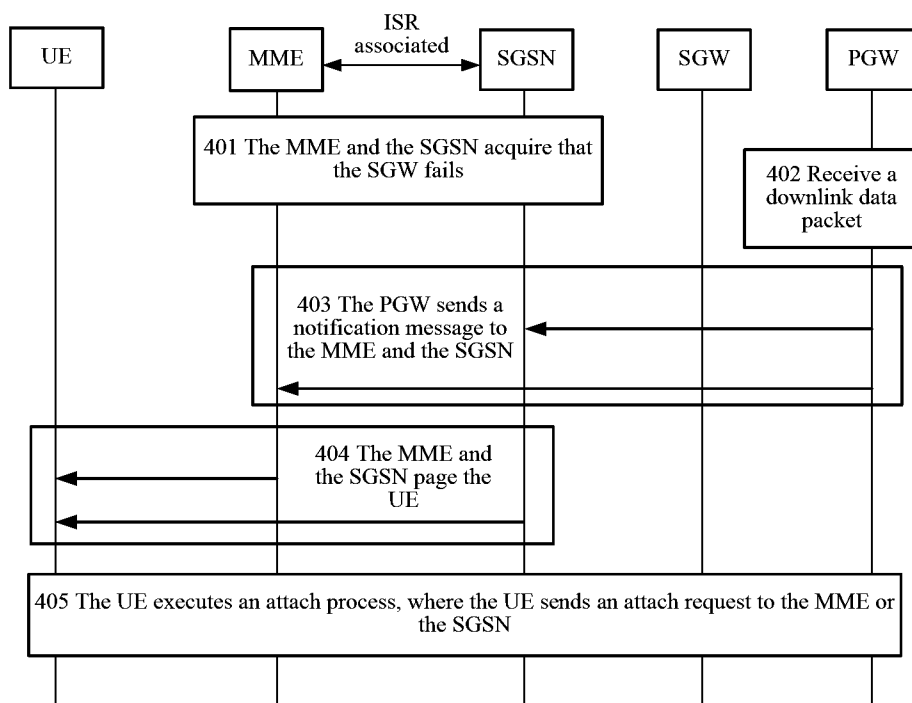 ISR
associated
UE
MME
SGSN
SGW
PGW
401 The MME and the SGSN acquire that
the SGW fails
402 Receive a
downlink data
packet
403 The PGW sends a
notification message to
the MME and the SGSN
404 The MME and
the SGSN page the
UE
405 The UE executes an attach process, where the UE sends an attach request to the MME or
the SGSN